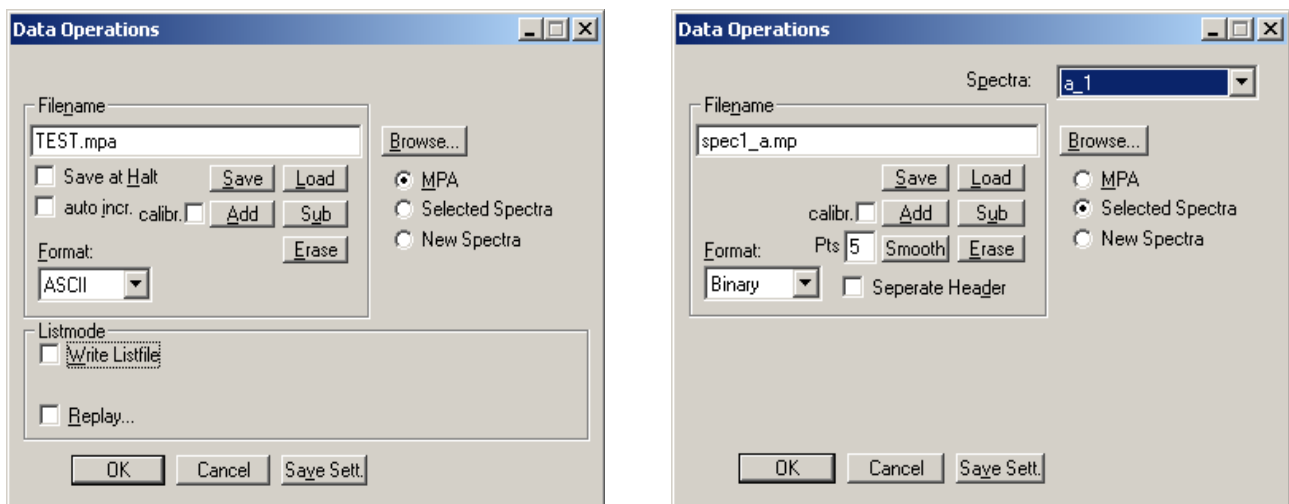 Data Operations
Filename
TEST.mpa
Browse...
Save at Halt Save Load
MPA
auto incr. calibr. Add Sub
Selected Spectra
New Spectra
Format: Erase
ASCII
Listmode
Write Listfile
Replay...
OK Cancel Save Sett.
Data Operations
Spectra: a_1
Filename
spec1_a.mp
Browse...
Save Load
MPA
calibr. Add Sub
Selected Spectra
New Spectra
Format: Pts 5 Smooth Erase
Binary Seperate Header
OK Cancel Save Sett.